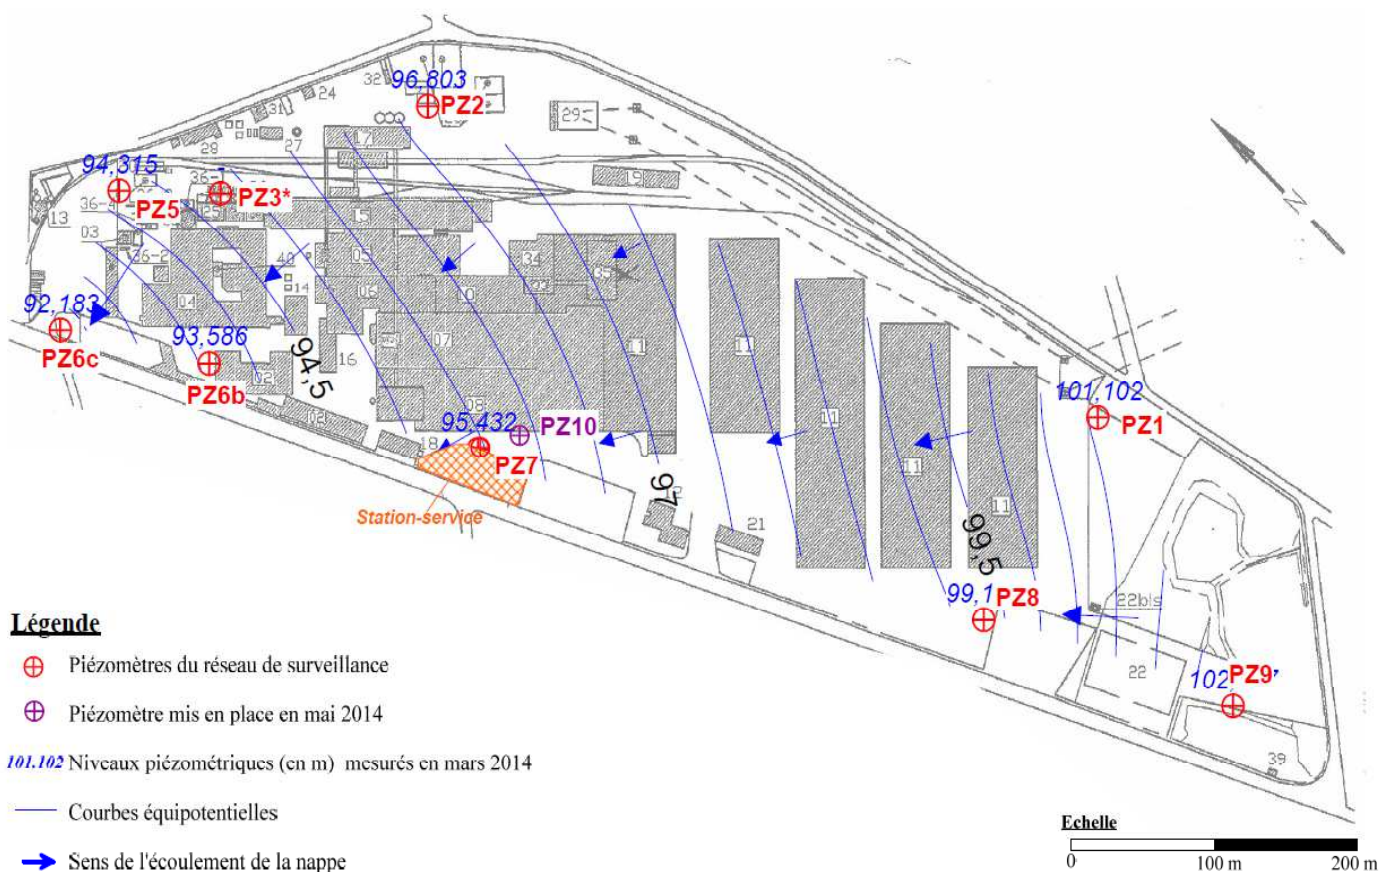 32
96,803
PZ2
24
31
29
17
27
28
94,315
36-1
PZ3*
19
PZ5
36-4
25
13
15
03
36-2
40
05
34
35
33
N
14
04
06
10
92,183
93,586
07
11
11
11
16
94,5
PZ6c
PZ6b
02
101,102
PZ1
08
02
95,432
PZ10
18
PZ7
11
97
12
Station-service
21
11
99,5
99,1
PZ8
22bis
22
102
PZ9
39
Légende
Piézomètres du réseau de surveillance
Piézomètre mis en place en mai 2014
101.102 Niveaux piézométriques (en m) mesurés en mars 2014
Courbes équipotentielles
Sens de l'écoulement de la nappe
Echelle
0 100 m 200 m